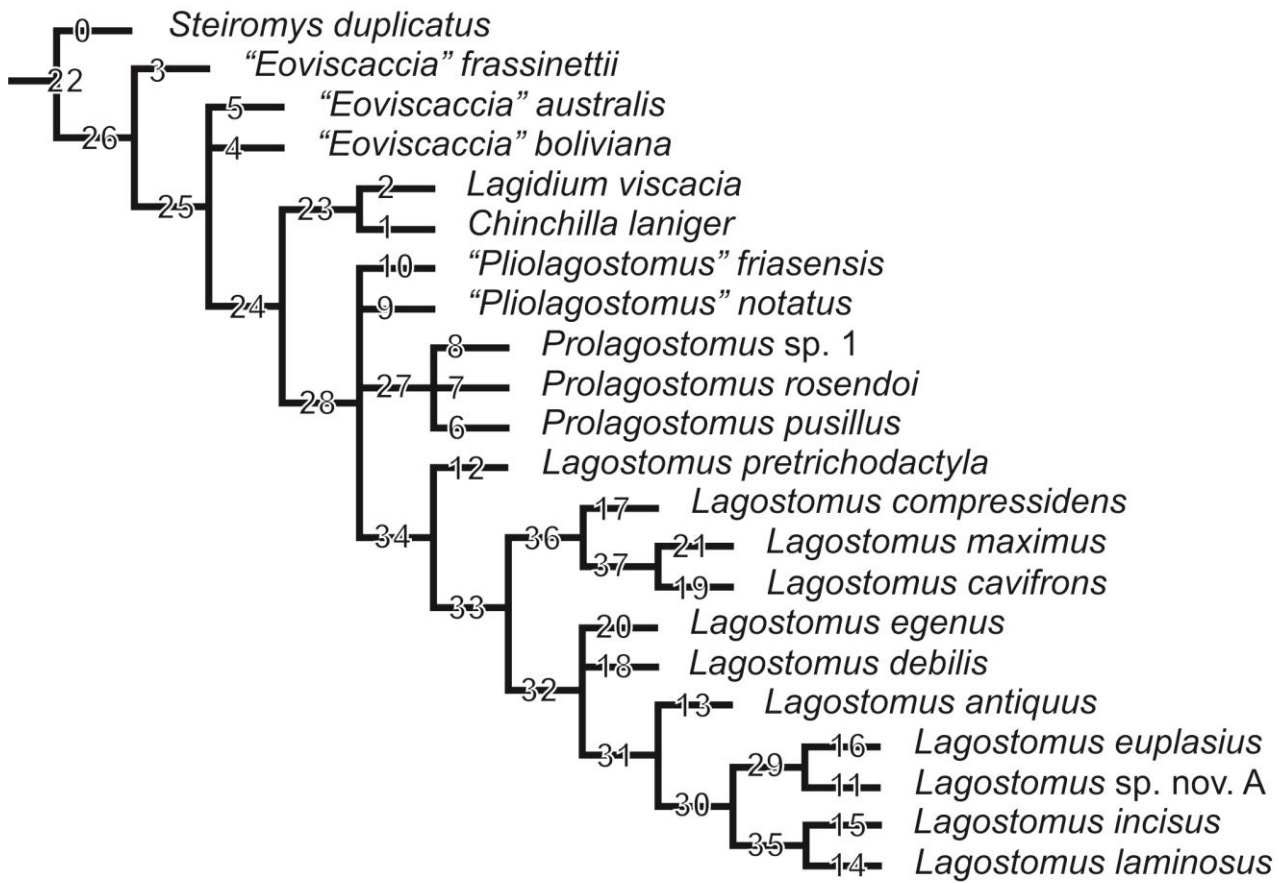 0 Steiromys duplicatus
22
3 “Eoviscaccia” frassinettii
5 “Eoviscaccia” australis
26
4 “Eoviscaccia” boliviana
2 Lagidium viscacia
25 23
1 Chinchilla laniger
10 “Pliolagostomus” friasensis
24 9 “Pliolagostomus” notatus
8 Prolagostomus sp. 1
28 27 7 Prolagostomus rosendoi
6 Prolagostomus pusillus
12 Lagostomus pretrichodactyla
17 Lagostomus compressidens
34 36
21 Lagostomus maximus
37
19 Lagostomus cavifrons
33
20 Lagostomus egenus
18 Lagostomus debilis
32
13 Lagostomus antiquus
16 Lagostomus euplasius
31 29
11 Lagostomus sp. nov. A
30
15 Lagostomus incisus
35
14 Lagostomus laminosus